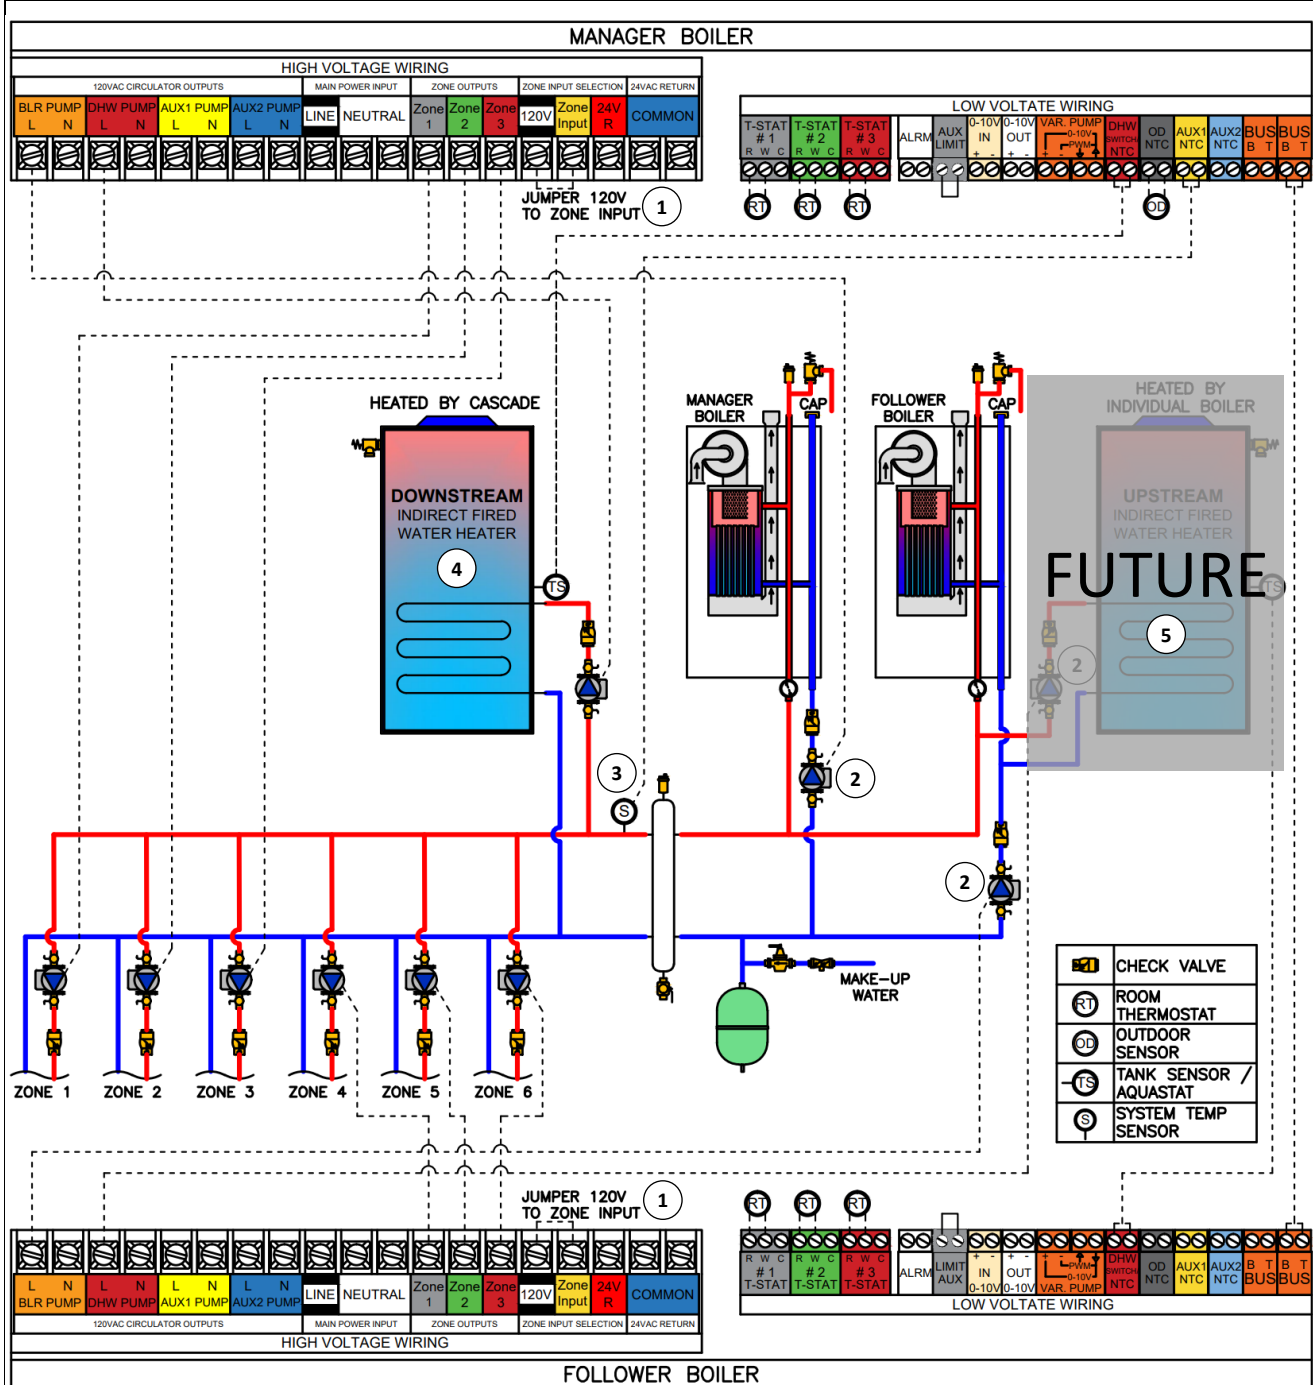 MANAGER BOILER
HIGH VOLTAGE WIRING
120VAC CIRCULATOR OUTPUTS MAIN POWER INPUT ZONE OUTPUTS ZONE INPUT SELECTION 24VAC RETURN
BLR PUMP DHW PUMP AUX1 PUMP AUX2 PUMP LINE NEUTRAL Zone 1 Zone 2 Zone 3 120V Zone Input 24V R COMMON
L N L N L N L N
JUMPER 120V
TO ZONE INPUT 1
LOW VOLTATE WIRING
T-STAT # 1 T-STAT # 2 T-STAT # 3 ALRM AUX LIMIT 0-10V IN 0-10V OUT VAR. PUMP 0-10V PWM DHW SWITCH NTC OD NTC AUX1 NTC AUX2 NTC BUS BUS
R W C R W C R W C + - + - + - B T B T
RT RT RT OD
HEATED BY CASCADE
DOWNSTREAM
INDIRECT FIRED
WATER HEATER
4
TS
MANAGER
BOILER
CAP
FOLLOWER
BOILER
CAP
HEATED BY
INDIVIDUAL BOILER
UPSTREAM
INDIRECT FIRED
WATER HEATER
FUTURE
TS
5
2
3
S
2
2
MAKE-UP
WATER
ZONE 1 ZONE 2 ZONE 3 ZONE 4 ZONE 5 ZONE 6
CHECK VALVE
RT ROOM
THERMOSTAT
OD OUTDOOR
SENSOR
TS TANK SENSOR /
AQUASTAT
S SYSTEM TEMP
SENSOR
JUMPER 120V
TO ZONE INPUT 1
RT RT RT
L N L N L N L N
BLR PUMP DHW PUMP AUX1 PUMP AUX2 PUMP LINE NEUTRAL Zone 1 Zone 2 Zone 3 120V Zone Input 24V R COMMON
120VAC CIRCULATOR OUTPUTS MAIN POWER INPUT ZONE OUTPUTS ZONE INPUT SELECTION 24VAC RETURN
HIGH VOLTAGE WIRING
R W C R W C R W C + - + - + - B T B T
# 1 T-STAT # 2 T-STAT # 3 T-STAT ALRM LIMIT AUX IN 0-10V OUT 0-10V PWM 0-10V VAR. PUMP DHW SWITCH NTC OD NTC AUX1 NTC AUX2 NTC BUS BUS
LOW VOLTATE WIRING
FOLLOWER BOILER